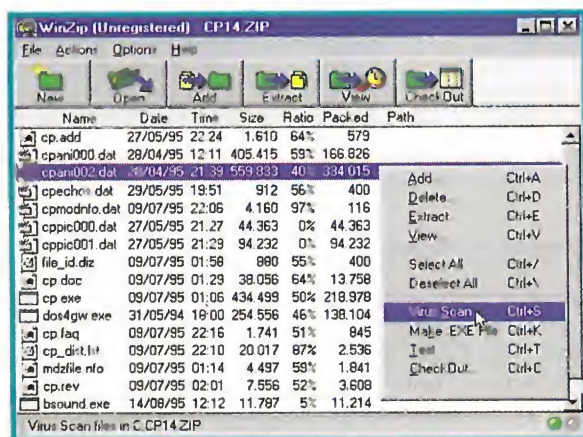 WinZip (Unregistered) CP14.ZIP
File Actions Options Help
New Open Add Extract View CheckOut
Name Date Time Size Ratio Packed Path
cp.add 27/05/95 22:24 1.610 64% 579
cpani000.dat 28/04/95 12:11 405.415 59% 166.826
cpani002.dat 28/04/95 21:39 559.833 40% 334.015
cpechos.dat 29/05/95 19:51 912 56% 400
cpmodnfo.dat 09/07/95 22:06 4.160 97% 116
cppic000.dat 27/05/95 21:27 44.363 0% 44.363
cppic001.dat 27/05/95 21:29 94.232 0% 94.232
file_id.diz 09/07/95 01:58 880 55% 400
cp.doc 09/07/95 01:29 38.056 64% 13.758
cp.exe 09/07/95 01:06 434.499 50% 218.978
dos4gw.exe 31/05/94 18:00 254.556 46% 138.104
cp.faq 09/07/95 22:16 1.741 51% 845
cp_dist.lst 09/07/95 22:10 20.017 87% 2.536
mdzfile.nfo 09/07/95 01:14 4.497 59% 1.841
cp.rev 09/07/95 02:01 7.556 52% 3.608
bsound.exe 14/08/95 12:12 11.787 5% 11.214
Add... Ctrl+A
Delete... Ctrl+D
Extract... Ctrl+E
View... Ctrl+V
Select All Ctrl+/
Deselect All Ctrl+\
Virus Scan Ctrl+S
Make .EXE File Ctrl+K
Test Ctrl+T
CheckOut... Ctrl+C
Virus Scan files in C:CP14.ZIP